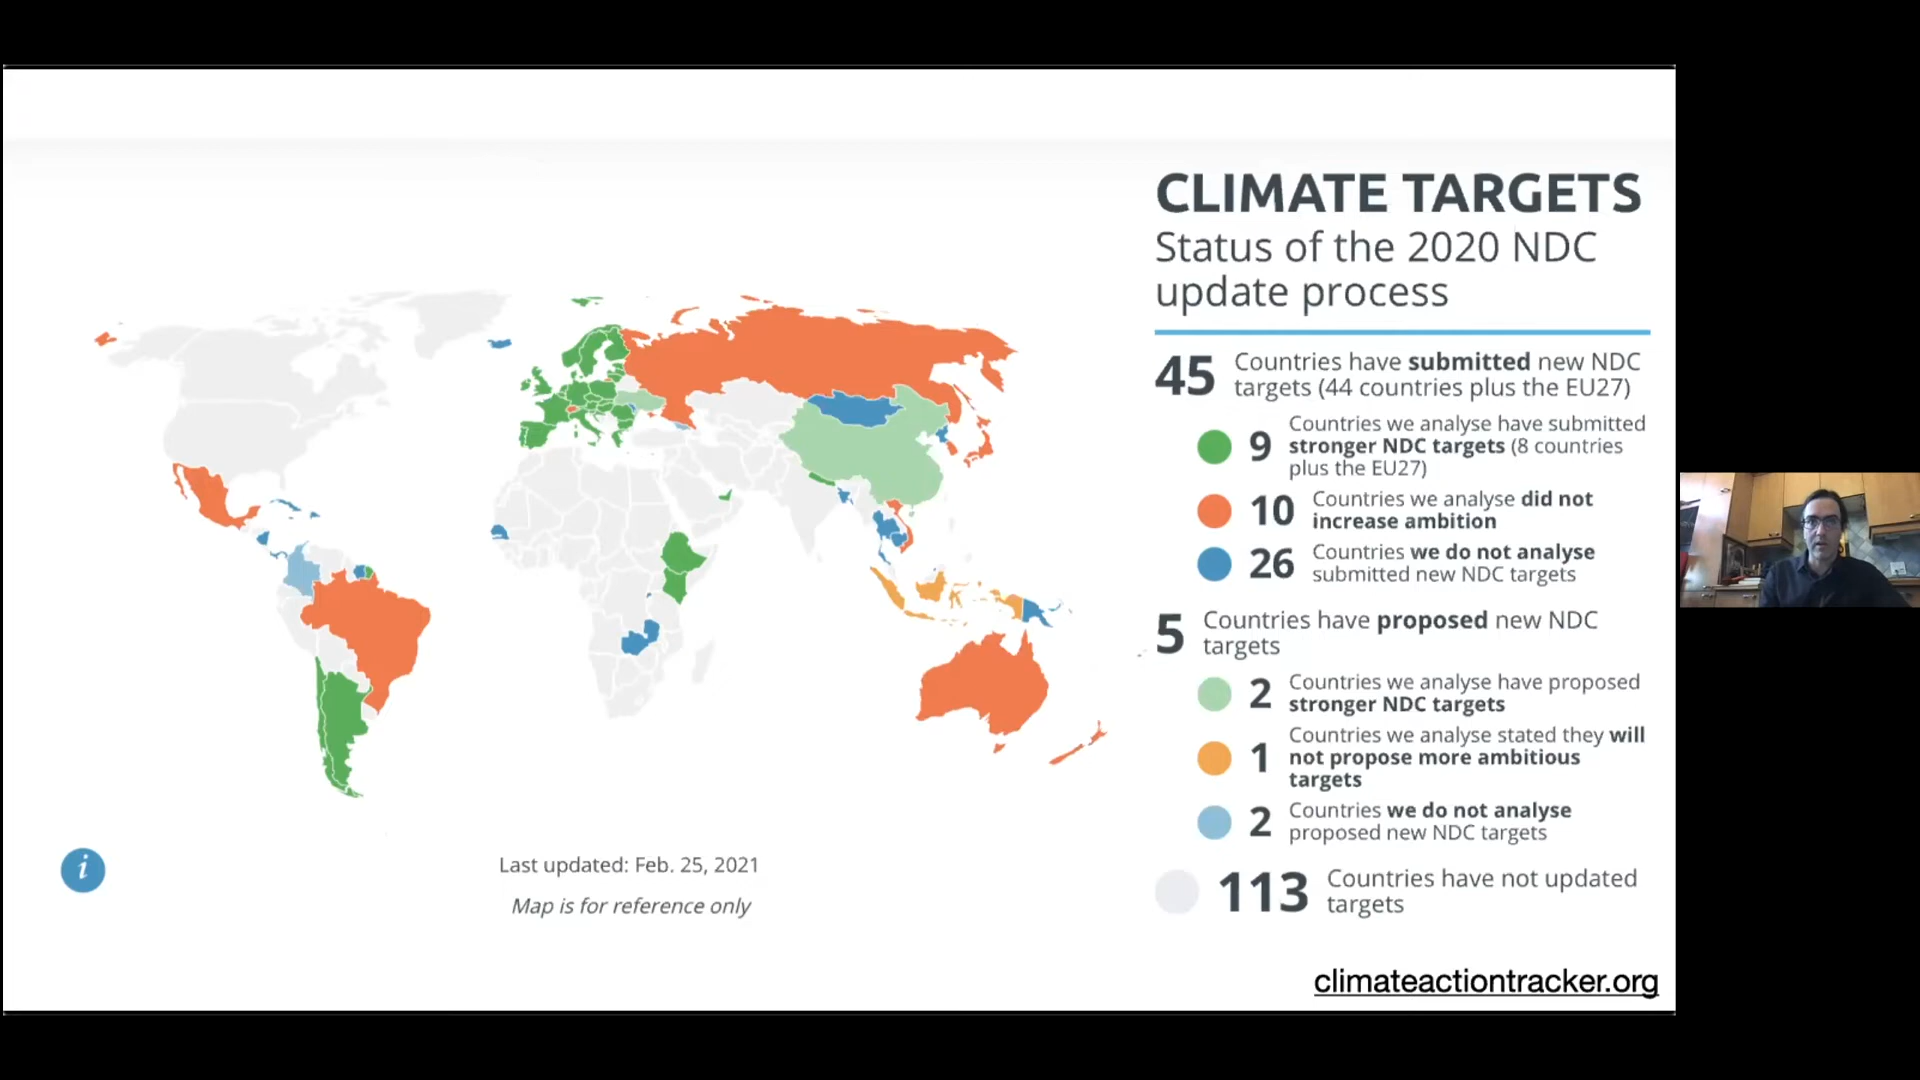 CLIMATE TARGETS
Status of the 2020 NDC
update process
45
Countries have submitted new NDC
targets (44 countries plus the EU27)
9
Countries we analyse have submitted
stronger NDC targets (8 countries
plus the EU27)
10
Countries we analyse did not
increase ambition
26
Countries we do not analyse
submitted new NDC targets
5
Countries have proposed new NDC
targets
2
Countries we analyse have proposed
stronger NDC targets
1
Countries we analyse stated they will
not propose more ambitious
targets
2
Countries we do not analyse
proposed new NDC targets
113
Countries have not updated
targets
i
Last updated: Feb. 25, 2021
Map is for reference only
climateactiontracker.org